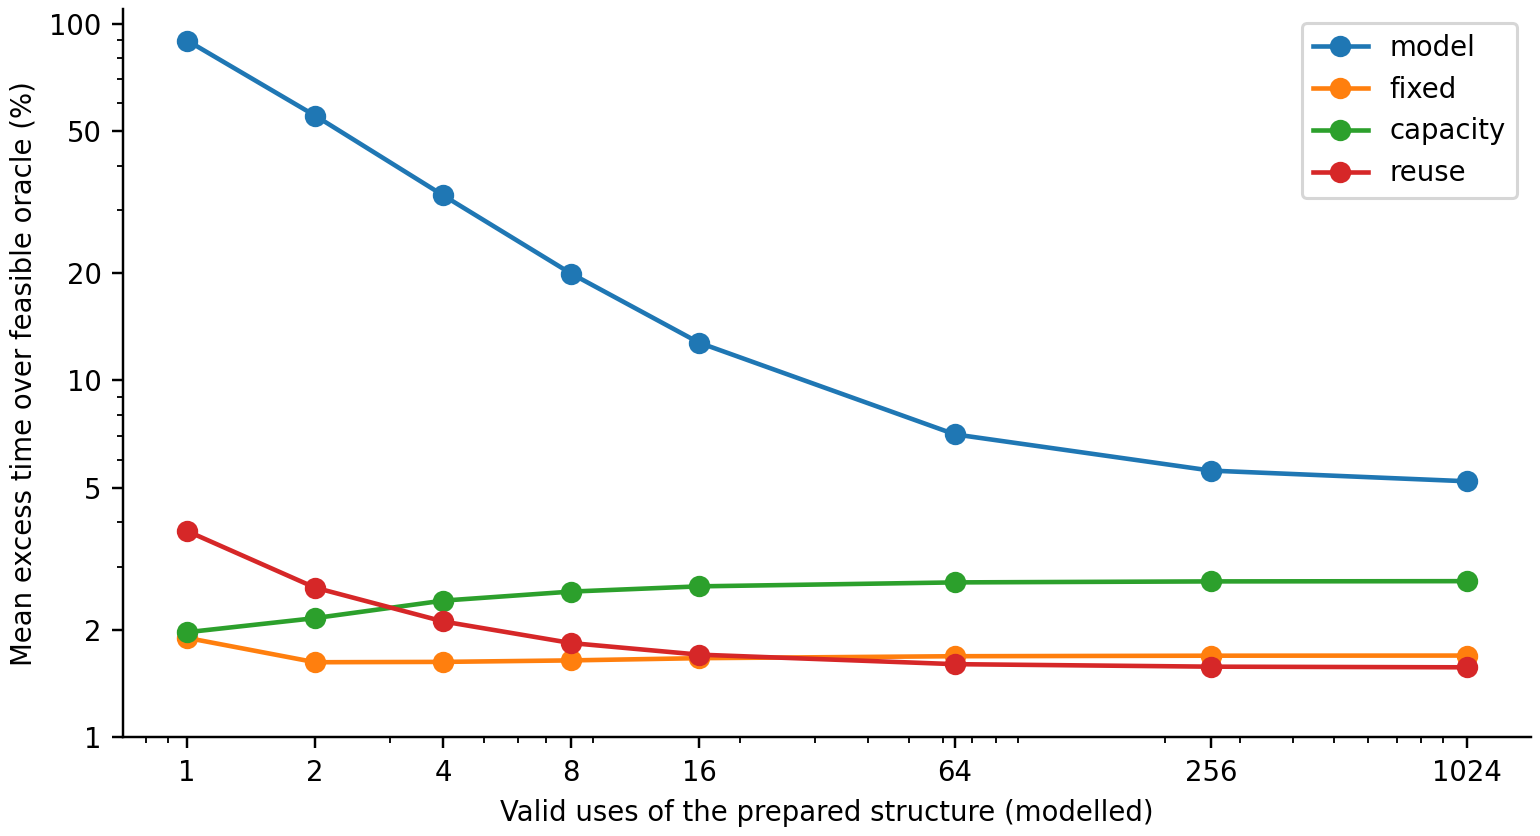 Mean excess time over feasible oracle (%)
100
50
20
10
5
2
1
1 2 4 8 16 64 256 1024
Valid uses of the prepared structure (modelled)
model
fixed
capacity
reuse